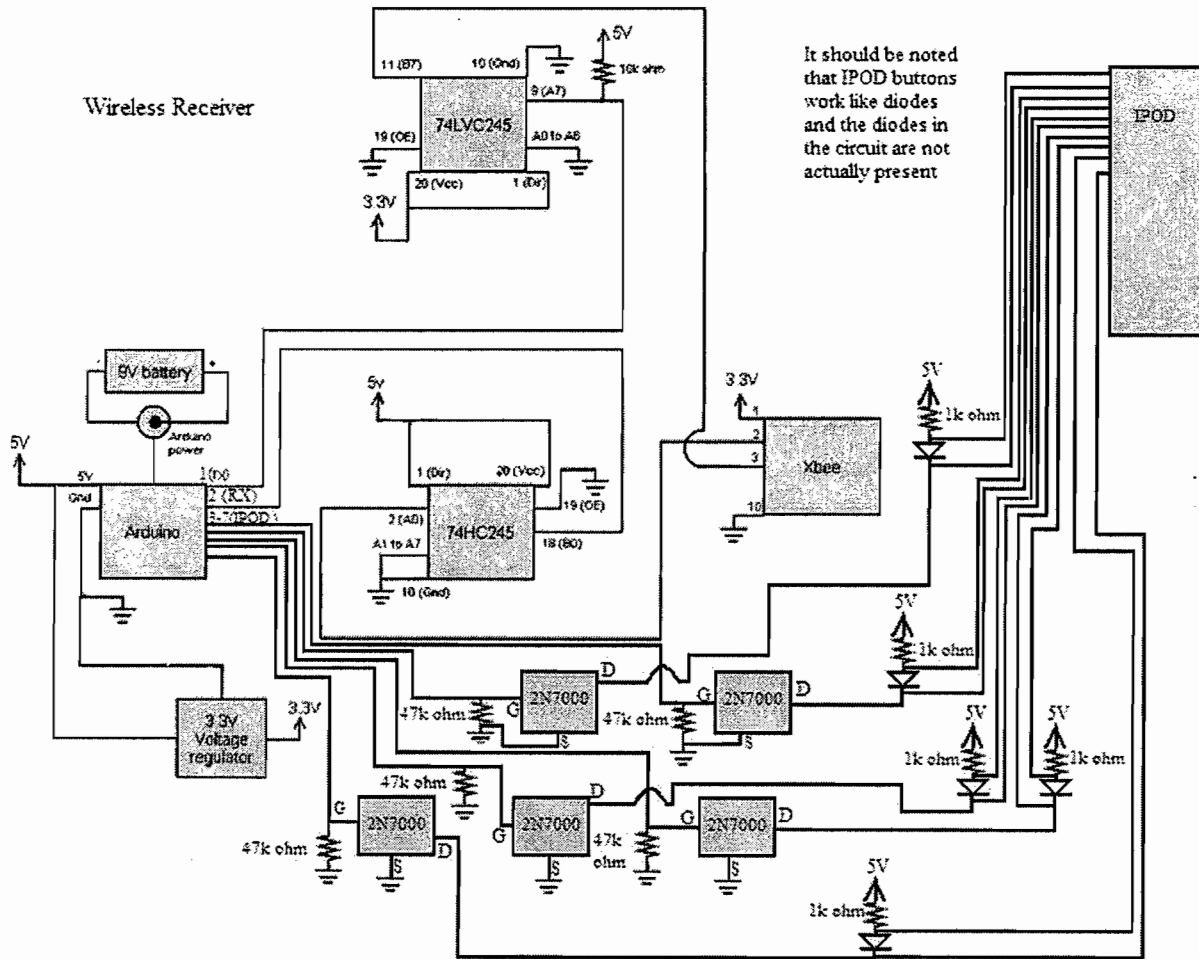 Wireless Receiver
11 (B7)
10 (Gnd)
5V
10k ohm
9 (A7)
74LVC245
19 (OE)
A0 to A6
20 (Vcc)
1 (Dir)
3.3V
It should be noted
that IPOD buttons
work like diodes
and the diodes in
the circuit are not
actually present
IPOD
-
+
9V battery
Arduino
power
5V
5V
Gnd
Arduino
2 (RX)
3-7(IPOD)
5v
1 (Dir)
20 (Vcc)
2 (A0)
74HC245
19 (OE)
A1 to A7
18 (B0)
10 (Gnd)
3.3V
1
2
3
10
Xbee
5V
1k ohm
5V
1k ohm
3.3V
Voltage
regulator
3.3V
47k ohm
G
2N7000
D
S
47k ohm
G
2N7000
D
S
5V
1k ohm
5V
1k ohm
47k ohm
G
2N7000
D
S
47k ohm
G
2N7000
D
S
47k
ohm
G
2N7000
D
S
5V
1k ohm